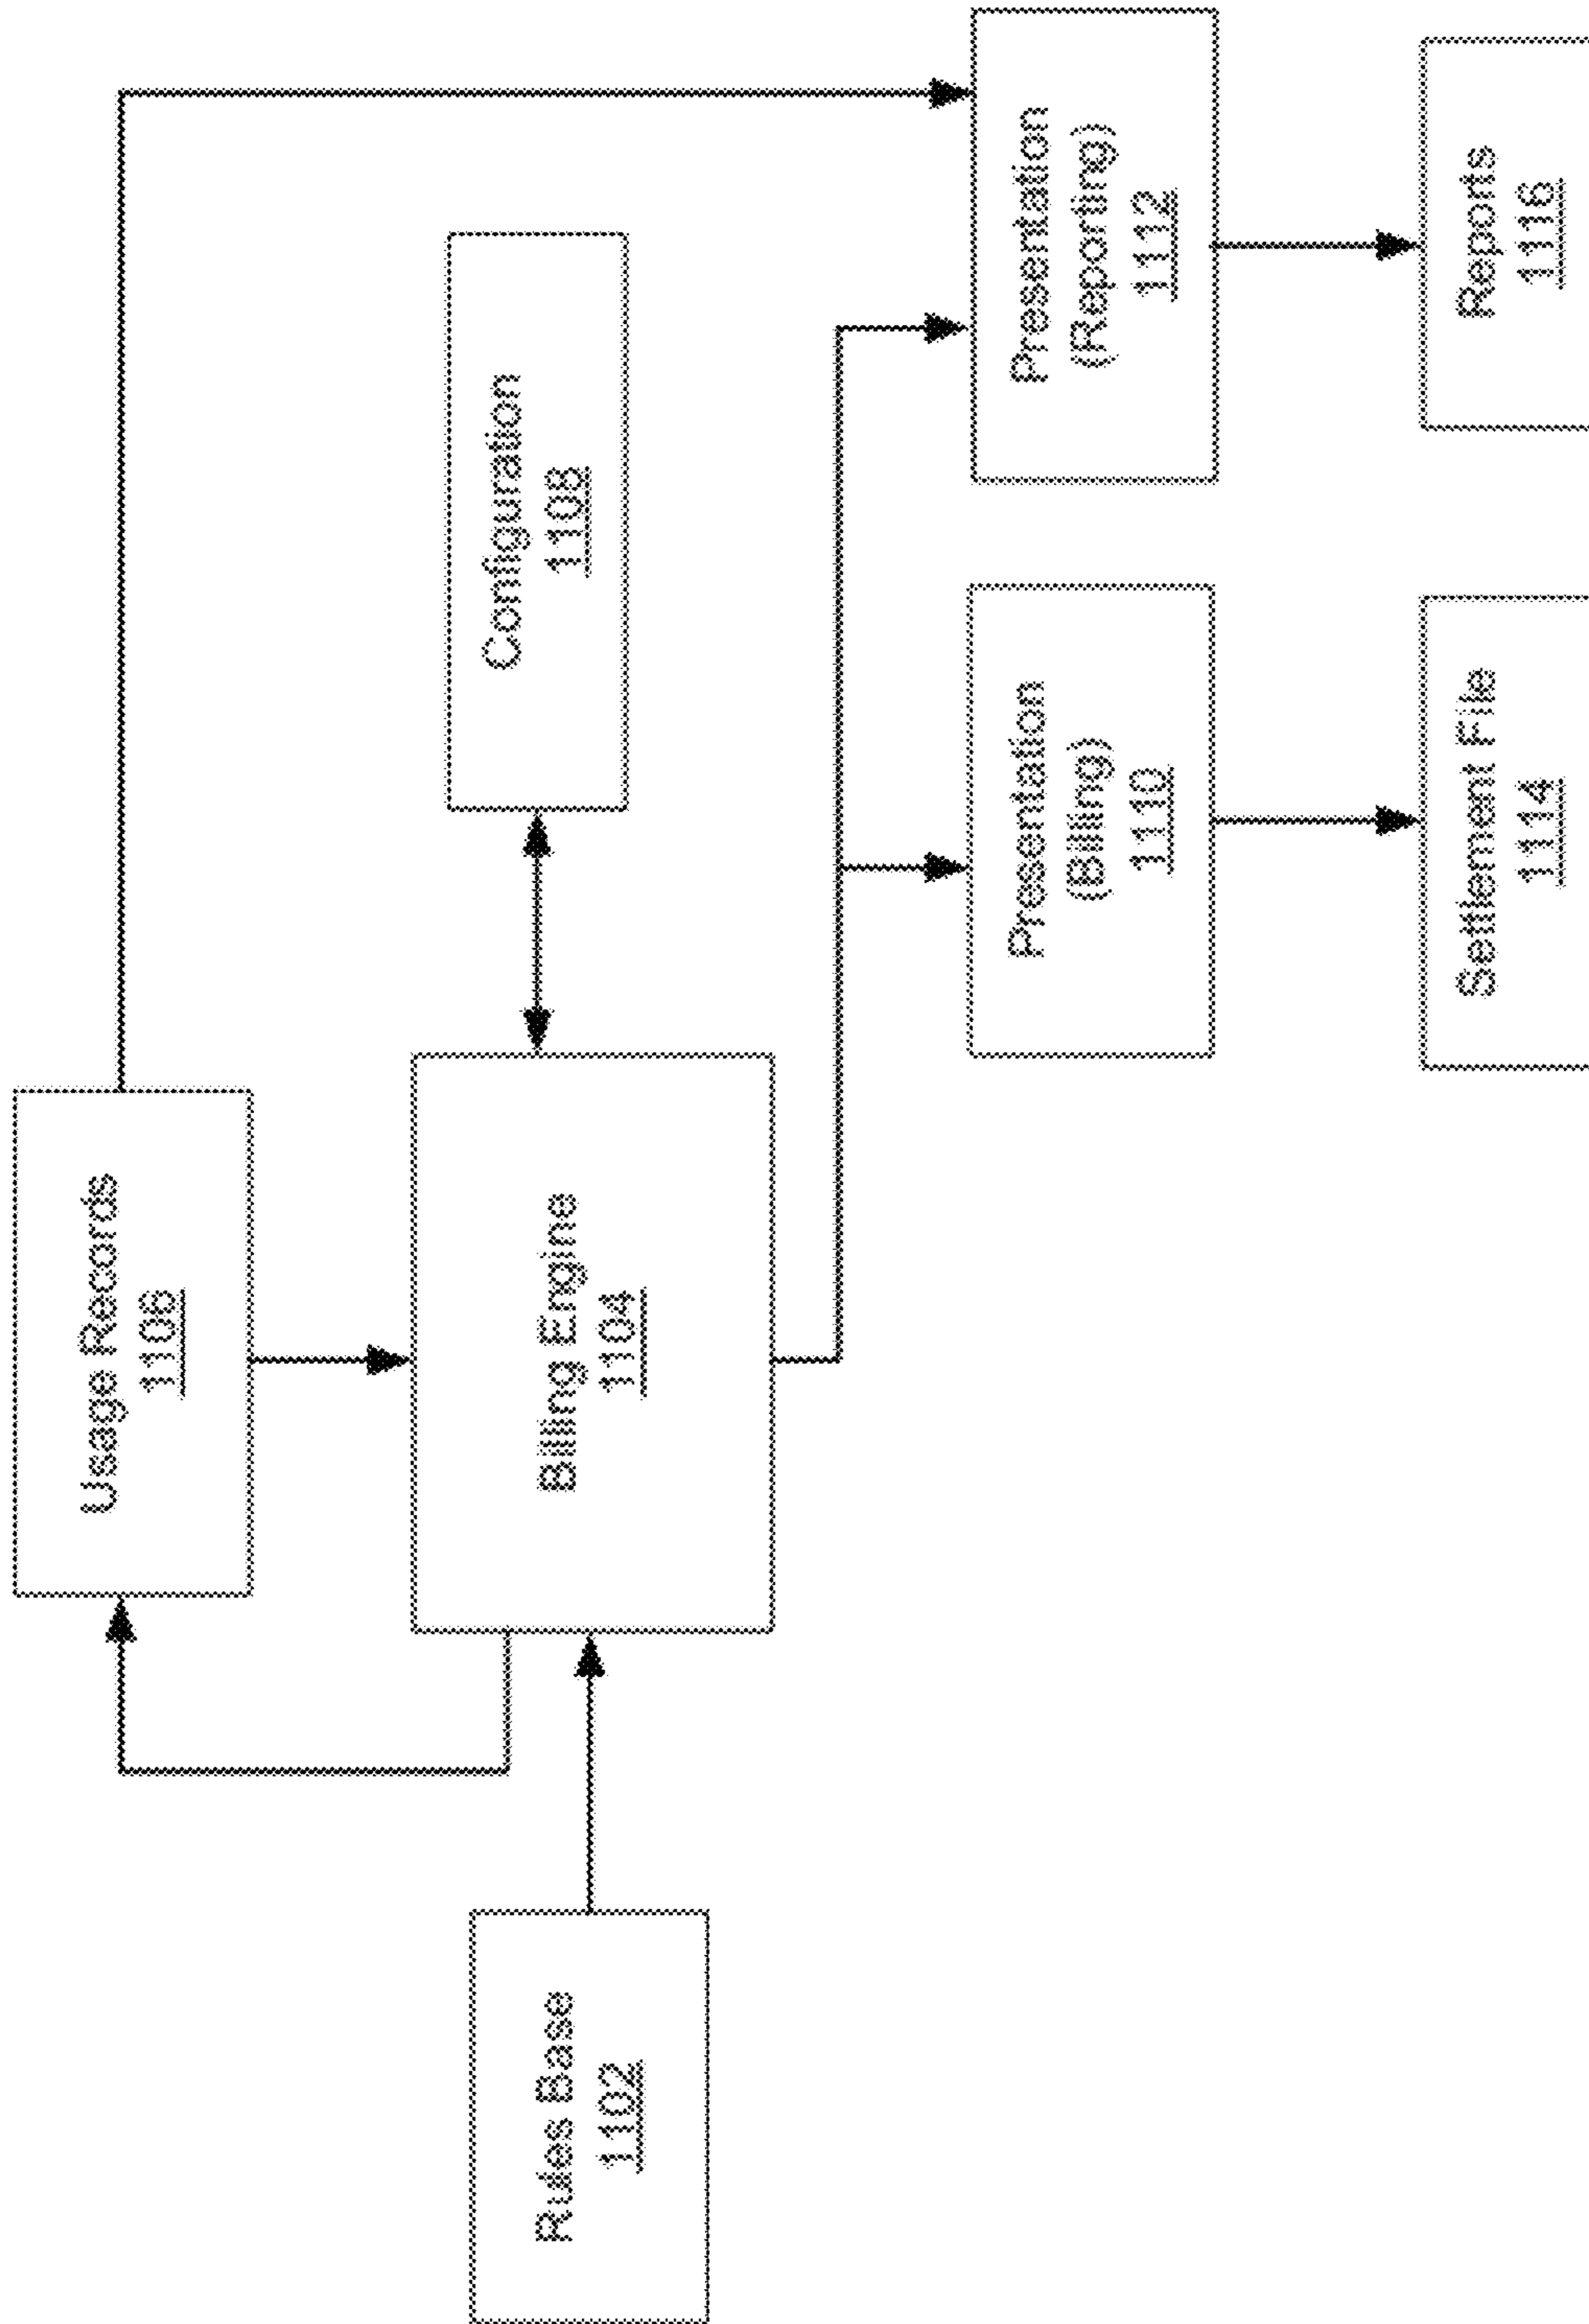 Usage Records
1106
Rules Base
1102
Billing Engine
1104
Configuration
1108
Presentation
(Billing)
1110
Presentation
(Reporting)
1112
Settlement File
1114
Reports
1116